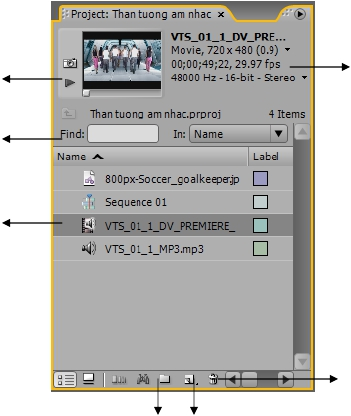 Project: Than tuong am nhac ×
VTS_01_1_DV_PRE...
Movie, 720 x 480 (0.9)
00;00;49;22, 29.97 fps
48000 Hz - 16-bit - Stereo
Than tuong am nhac.prproj 4 Items
Find: In: Name
Name Label
800px-Soccer_goalkeeper.jp
Sequence 01
VTS_01_1_DV_PREMIERE_
VTS_01_1_MP3.mp3